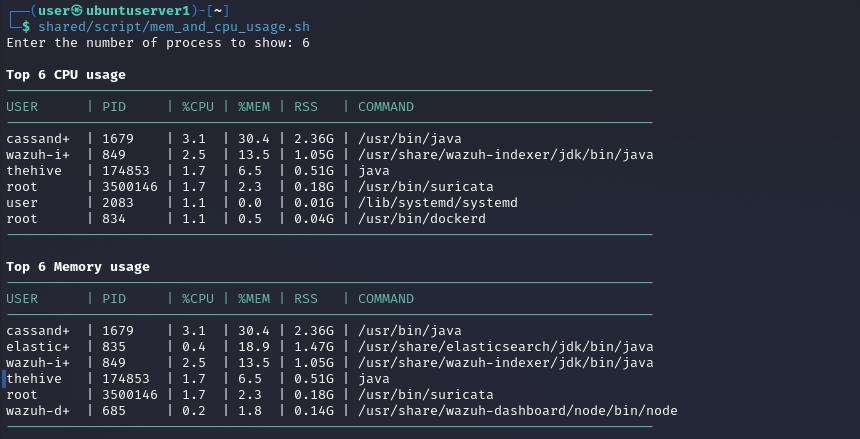 ┌──(user㉿ubuntuserver1)-[~]
└─$ shared/script/mem_and_cpu_usage.sh
Enter the number of process to show: 6
Top 6 CPU usage
USER | PID | %CPU | %MEM | RSS | COMMAND
cassand+ | 1679 | 3.1 | 30.4 | 2.36G | /usr/bin/java
wazuh-i+ | 849 | 2.5 | 13.5 | 1.05G | /usr/share/wazuh-indexer/jdk/bin/java
thehive | 174853 | 1.7 | 6.5 | 0.51G | java
root | 3500146 | 1.7 | 2.3 | 0.18G | /usr/bin/suricata
user | 2083 | 1.1 | 0.0 | 0.01G | /lib/systemd/systemd
root | 834 | 1.1 | 0.5 | 0.04G | /usr/bin/dockerd
Top 6 Memory usage
USER | PID | %CPU | %MEM | RSS | COMMAND
cassand+ | 1679 | 3.1 | 30.4 | 2.36G | /usr/bin/java
elastic+ | 835 | 0.4 | 18.9 | 1.47G | /usr/share/elasticsearch/jdk/bin/java
wazuh-i+ | 849 | 2.5 | 13.5 | 1.05G | /usr/share/wazuh-indexer/jdk/bin/java
thehive | 174853 | 1.7 | 6.5 | 0.51G | java
root | 3500146 | 1.7 | 2.3 | 0.18G | /usr/bin/suricata
wazuh-d+ | 685 | 0.2 | 1.8 | 0.14G | /usr/share/wazuh-dashboard/node/bin/node